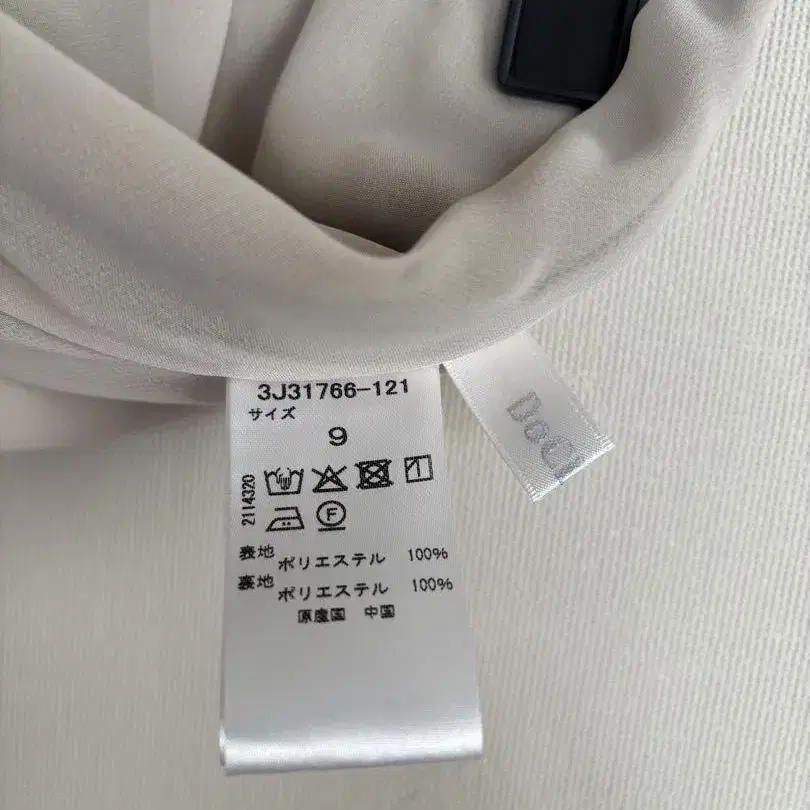 3J31766-121
サイズ
9
2114320
F
表地 ポリエステル 100%
裏地 ポリエステル 100%
原産国 中国